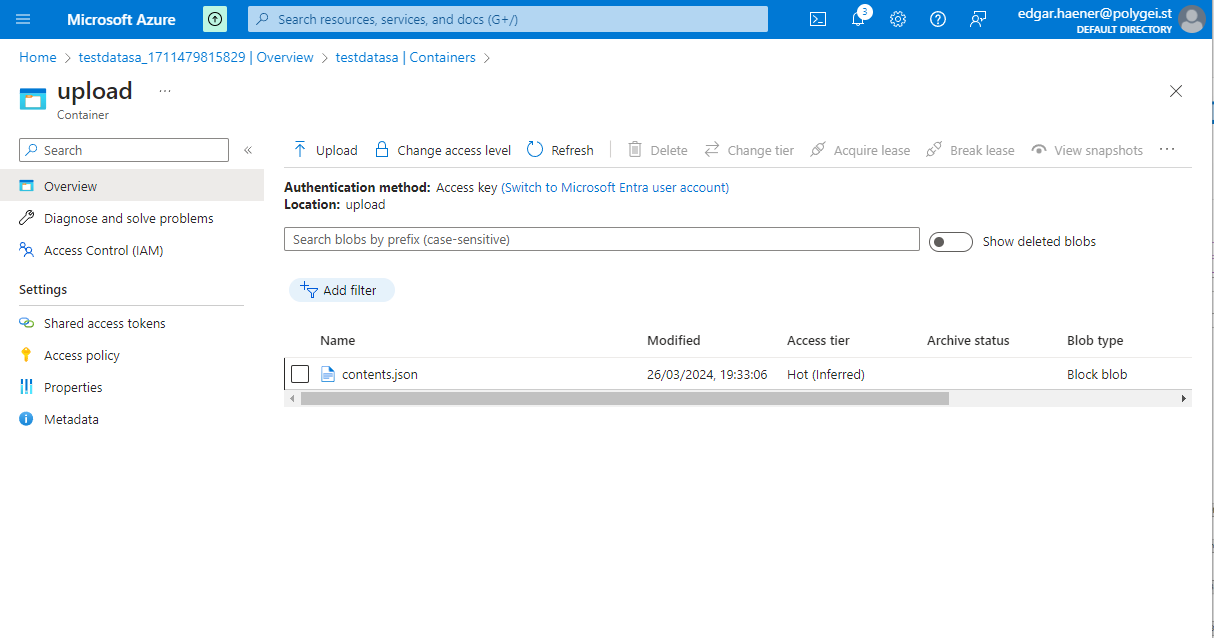 Microsoft Azure
Search resources, services, and docs (G+/)
3
edgar.haener@polygei.st
DEFAULT DIRECTORY
Home > testdatasa_1711479815829 | Overview > testdatasa | Containers >
upload ...
Container
Search «
Upload Change access level Refresh Delete Change tier Acquire lease Break lease View snapshots ...
Overview
Diagnose and solve problems
Access Control (IAM)
Settings
Shared access tokens
Access policy
Properties
Metadata
Authentication method: Access key (Switch to Microsoft Entra user account)
Location: upload
Search blobs by prefix (case-sensitive)
Show deleted blobs
Add filter
Name Modified Access tier Archive status Blob type
contents.json 26/03/2024, 19:33:06 Hot (Inferred) Block blob